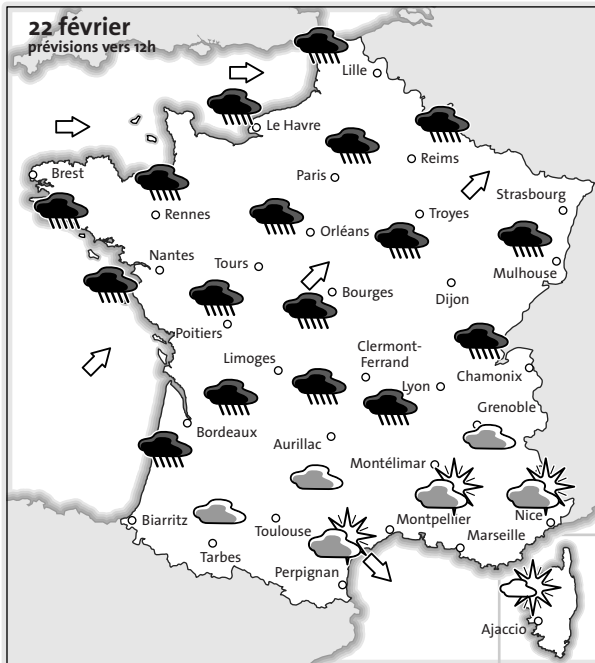 22 février
prévisions vers 12h
Lille
Le Havre
Reims
Paris
Brest
Strasbourg
Rennes
Troyes
Orléans
Nantes
Tours
Mulhouse
Dijon
Bourges
Poitiers
Clermont-
Ferrand
Limoges
Chamonix
Lyon
Grenoble
Bordeaux
Aurillac
Montélimar
Biarritz
Toulouse
Montpellier
Nice
Marseille
Tarbes
Perpignan
Ajaccio